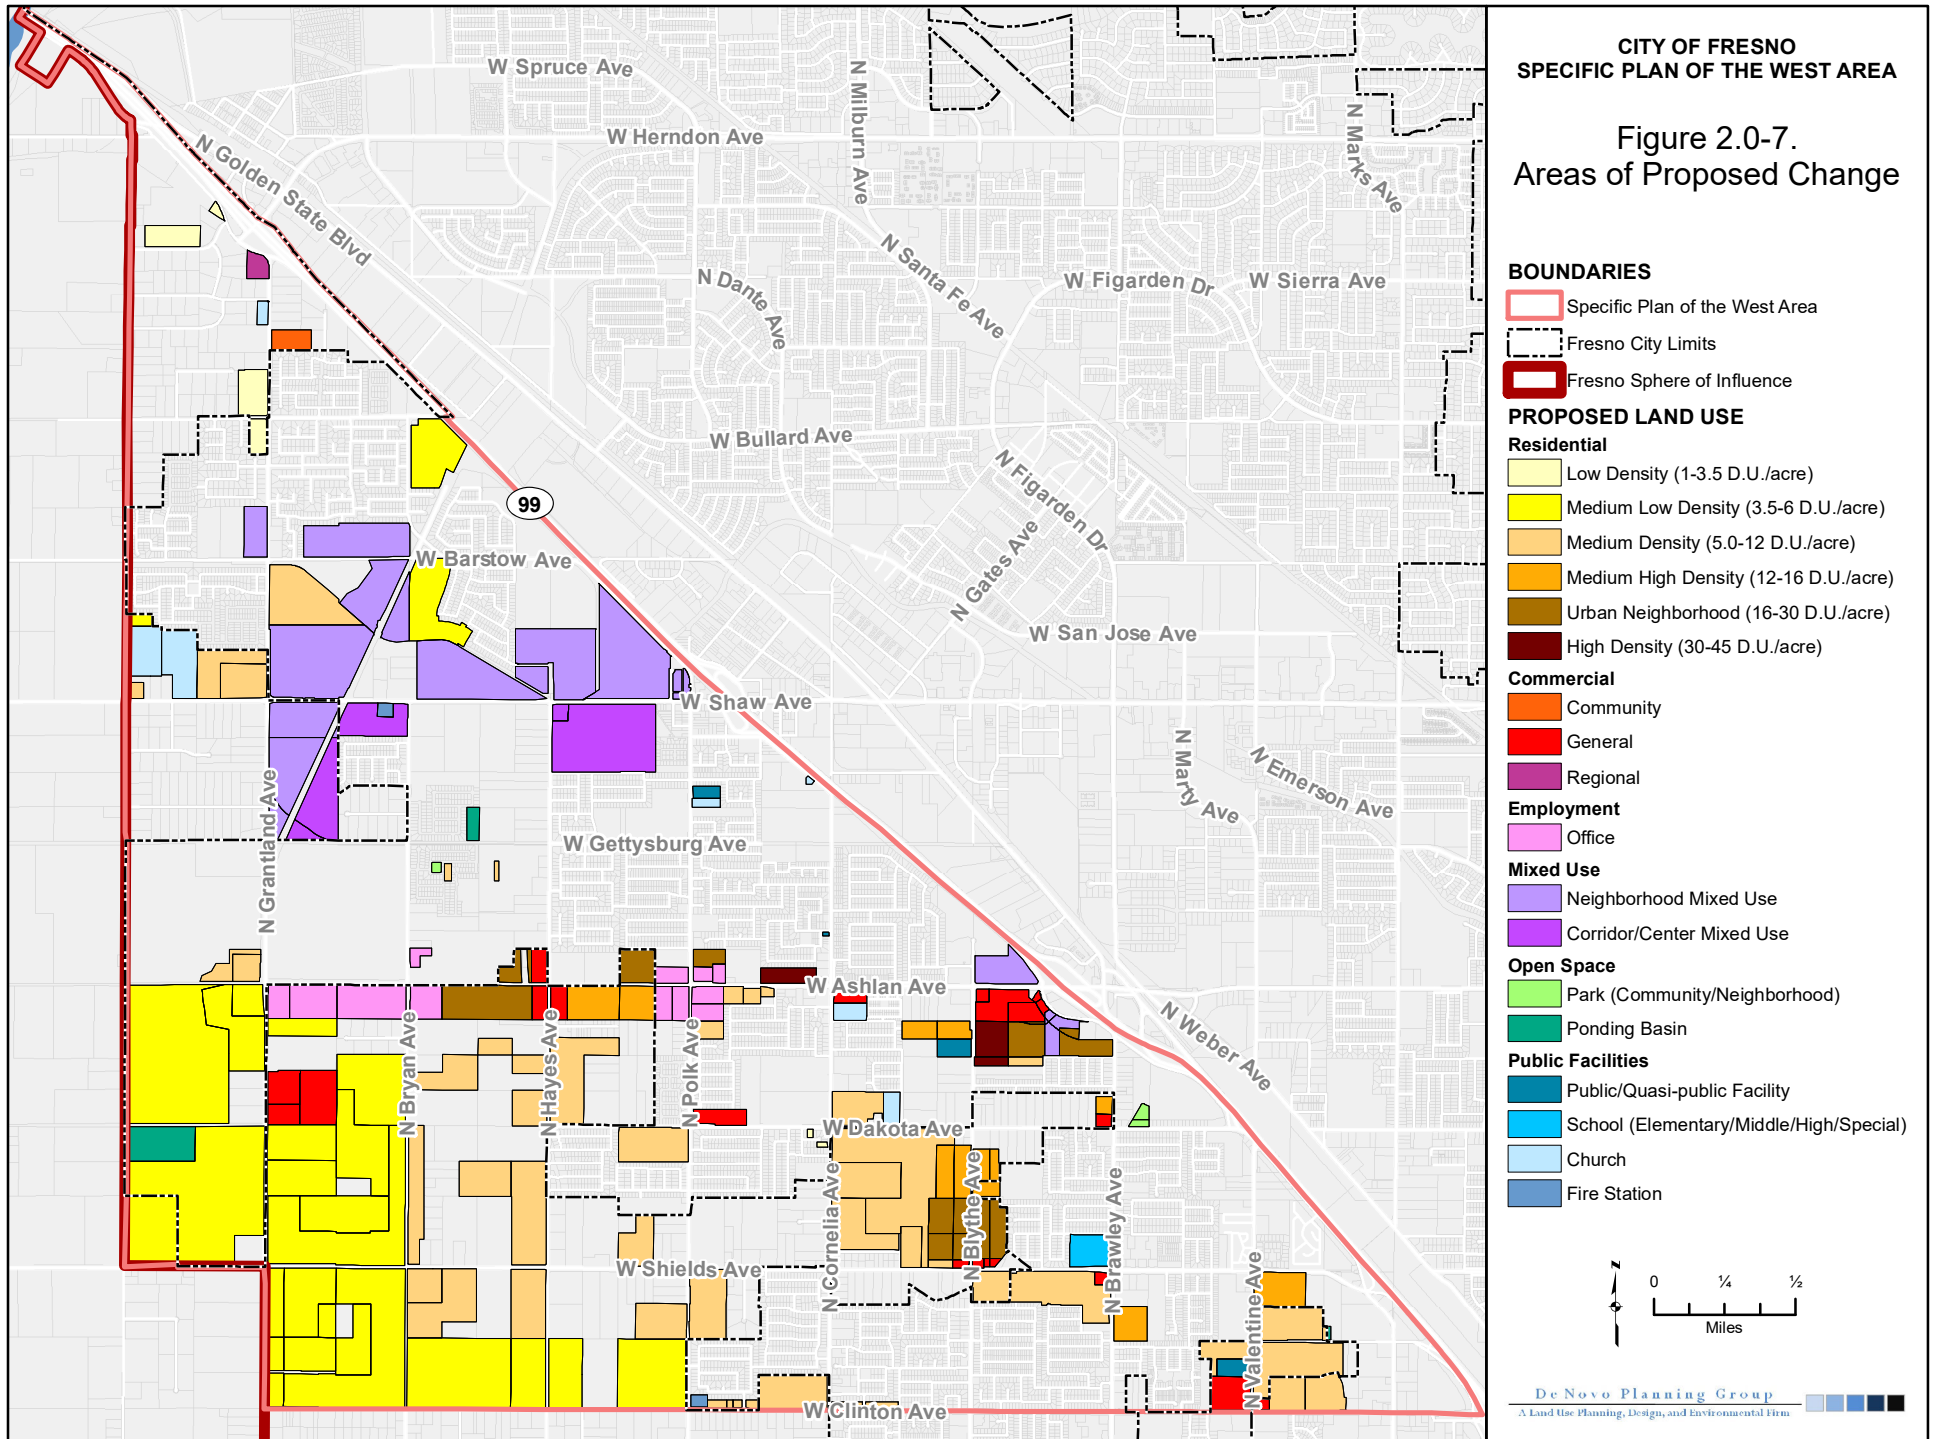 CITY OF FRESNO
SPECIFIC PLAN OF THE WEST AREA
Figure 2.0-7.
Areas of Proposed Change
BOUNDARIES
Specific Plan of the West Area
Fresno City Limits
Fresno Sphere of Influence
PROPOSED LAND USE
Residential
Low Density (1-3.5 D.U./acre)
Medium Low Density (3.5-6 D.U./acre)
Medium Density (5.0-12 D.U./acre)
Medium High Density (12-16 D.U./acre)
Urban Neighborhood (16-30 D.U./acre)
High Density (30-45 D.U./acre)
Commercial
Community
General
Regional
Employment
Office
Mixed Use
Neighborhood Mixed Use
Corridor/Center Mixed Use
Open Space
Park (Community/Neighborhood)
Ponding Basin
Public Facilities
Public/Quasi-public Facility
School (Elementary/Middle/High/Special)
Church
Fire Station
N
0 ¼ ½
Miles
De Novo Planning Group
A Land Use Planning, Design, and Environmental Firm
W Spruce Ave
N Milburn Ave
W Herndon Ave
N Marks Ave
N Golden State Blvd
N Santa Fe Ave
N Dante Ave
W Figarden Dr
W Sierra Ave
W Bullard Ave
N Figarden Dr
99
W Barstow Ave
N Gates Ave
W San Jose Ave
W Shaw Ave
N Marty Ave
N Emerson Ave
N Grantland Ave
W Gettysburg Ave
W Ashlan Ave
N Weber Ave
N Bryan Ave
N Hayes Ave
N Polk Ave
W Dakota Ave
N Cornelia Ave
N Blythe Ave
N Brawley Ave
W Shields Ave
N Valentine Ave
W Clinton Ave